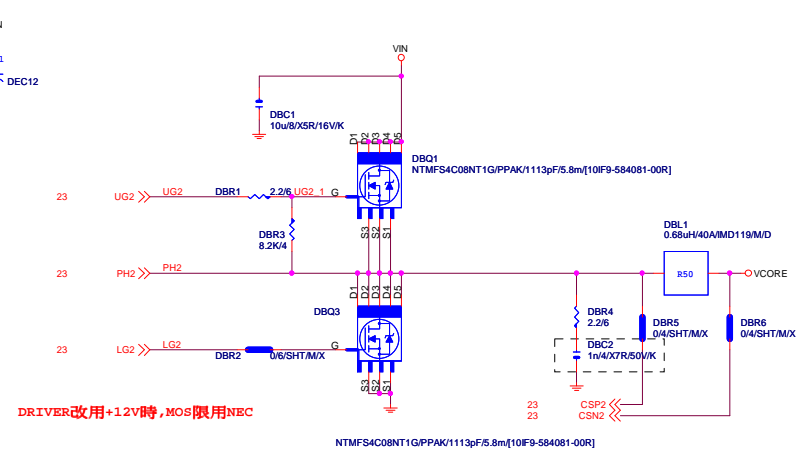 N
1
DEC12
VIN
DBC1
10u/8/X5R/16V/K
D1
D2
D3
D4
D5
DBQ1
NTMFS4C08NT1G/PPAK/1113pF/5.8m/[10IF9-584081-00R]
23
UG2
UG2
DBR1
2.2/6
UG2_1
G
S3
S2
S1
DBR3
8.2K/4
DBL1
0.68uH/40A/IMD119/M/D
R50
23
PH2
PH2
VCORE
D1
D2
D3
D4
D5
DBQ3
DBR4
2.2/6
DBR5
0/4/SHT/M/X
DBR6
0/4/SHT/M/X
23
LG2
LG2
DBR2
0/6/SHT/M/X
G
DBC2
1n/4/X7R/50V/K
S3
S2
S1
23
CSP2
23
CSN2
DRIVER改用+12V時,MOS限用NEC
NTMFS4C08NT1G/PPAK/1113pF/5.8m/[10IF9-584081-00R]